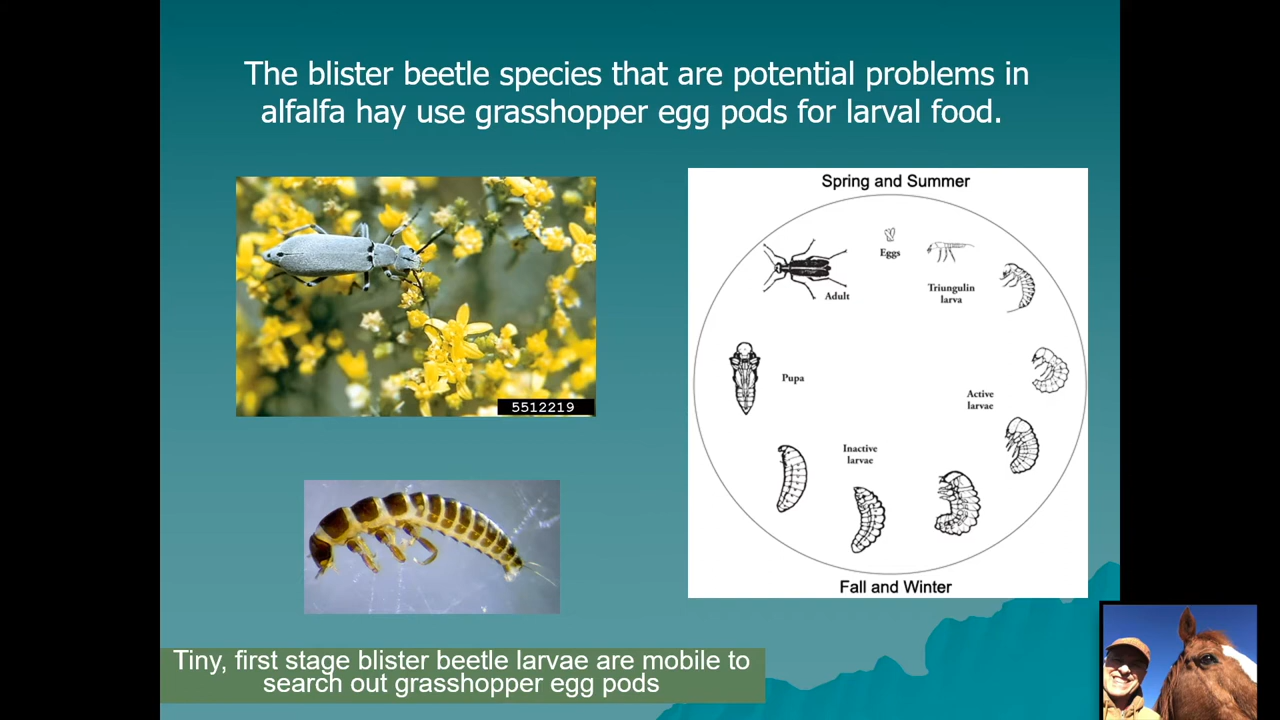 The blister beetle species that are potential problems in
alfalfa hay use grasshopper egg pods for larval food.
5512219
Spring and Summer
Eggs
Triungulin
larva
Adult
Pupa
Active
larvae
Inactive
larvae
Fall and Winter
Tiny, first stage blister beetle larvae are mobile to
search out grasshopper egg pods